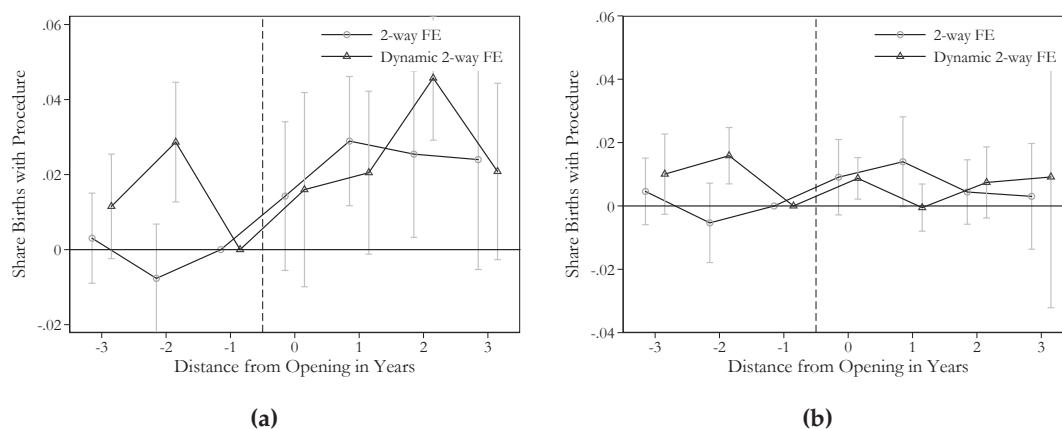 .06
.04
.02
0
-.02
Share Births with Procedure
2-way FE
Dynamic 2-way FE
-3 -2 -1 0 1 2 3
Distance from Opening in Years
(a)
.06
.04
.02
0
-.02
-.04
Share Births with Procedure
2-way FE
Dynamic 2-way FE
-3 -2 -1 0 1 2 3
Distance from Opening in Years
(b)